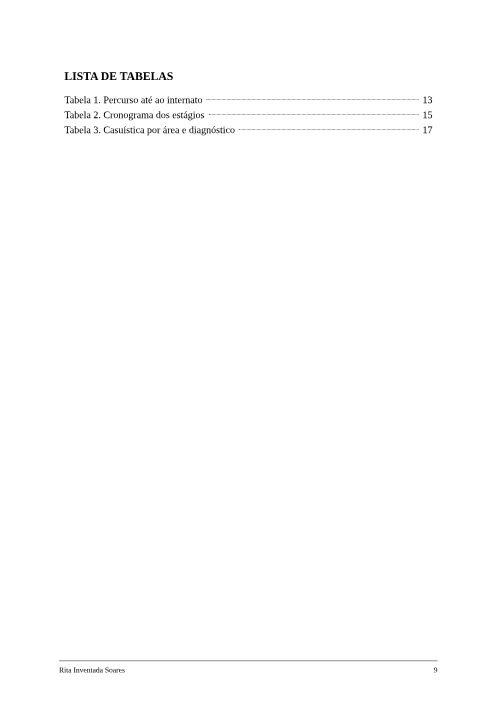 LISTA DE TABELAS
Tabela 1. Percurso até ao internato 13
Tabela 2. Cronograma dos estágios 15
Tabela 3. Casuística por área e diagnóstico 17
Rita Inventada Soares 9